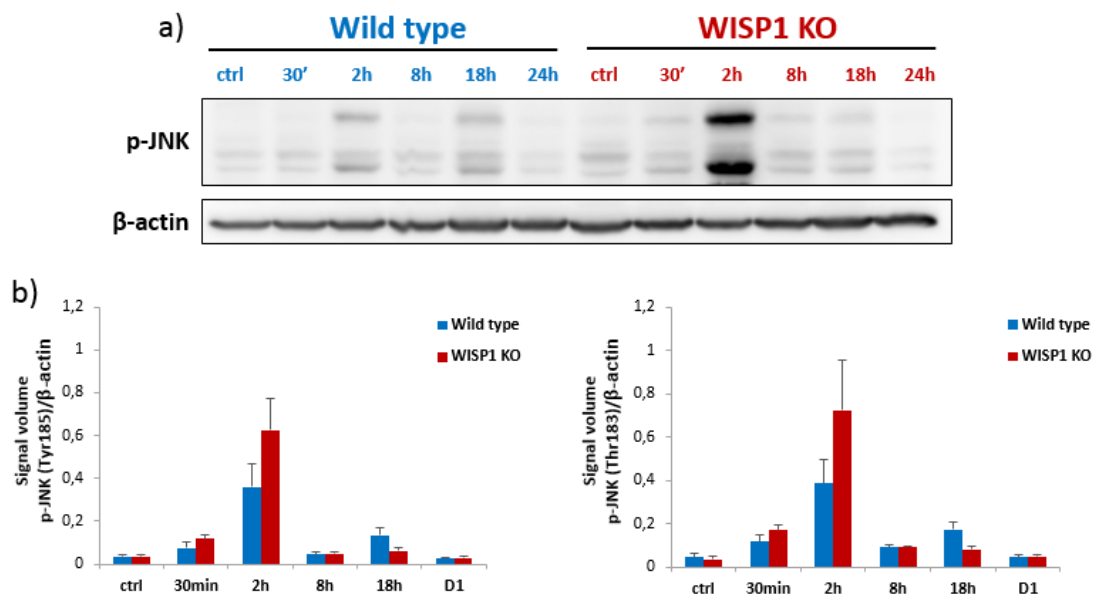 a)
Wild type
WISP1 KO
ctrl 30′ 2h 8h 18h 24h ctrl 30′ 2h 8h 18h 24h
p-JNK
β-actin
b)
Signal volume
p-JNK (Tyr185)/β-actin
1,2
1
0,8
0,6
0,4
0,2
0
Wild type
WISP1 KO
ctrl 30min 2h 8h 18h D1
Signal volume
p-JNK (Thr183)/β-actin
1,2
1
0,8
0,6
0,4
0,2
0
Wild type
WISP1 KO
ctrl 30min 2h 8h 18h D1